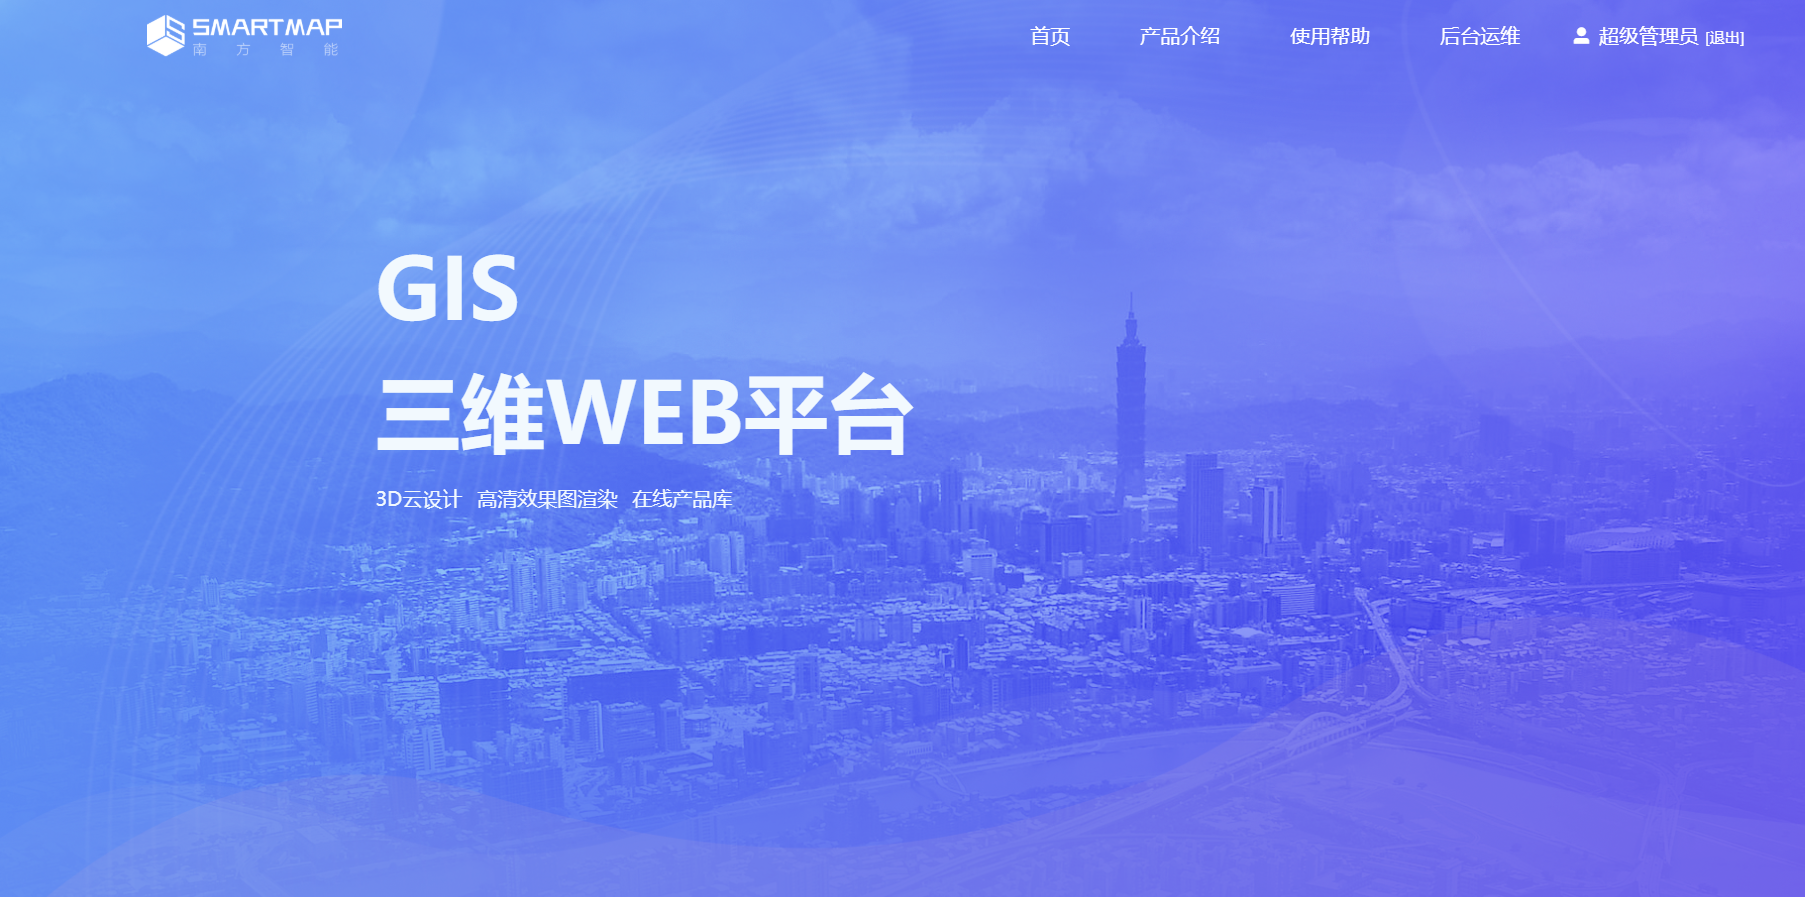 SMARTMAP
南方智能
首页 产品介绍 使用帮助 后台运维 超级管理员 [退出]
GIS
三维WEB平台
3D云设计 高清效果图渲染 在线产品库